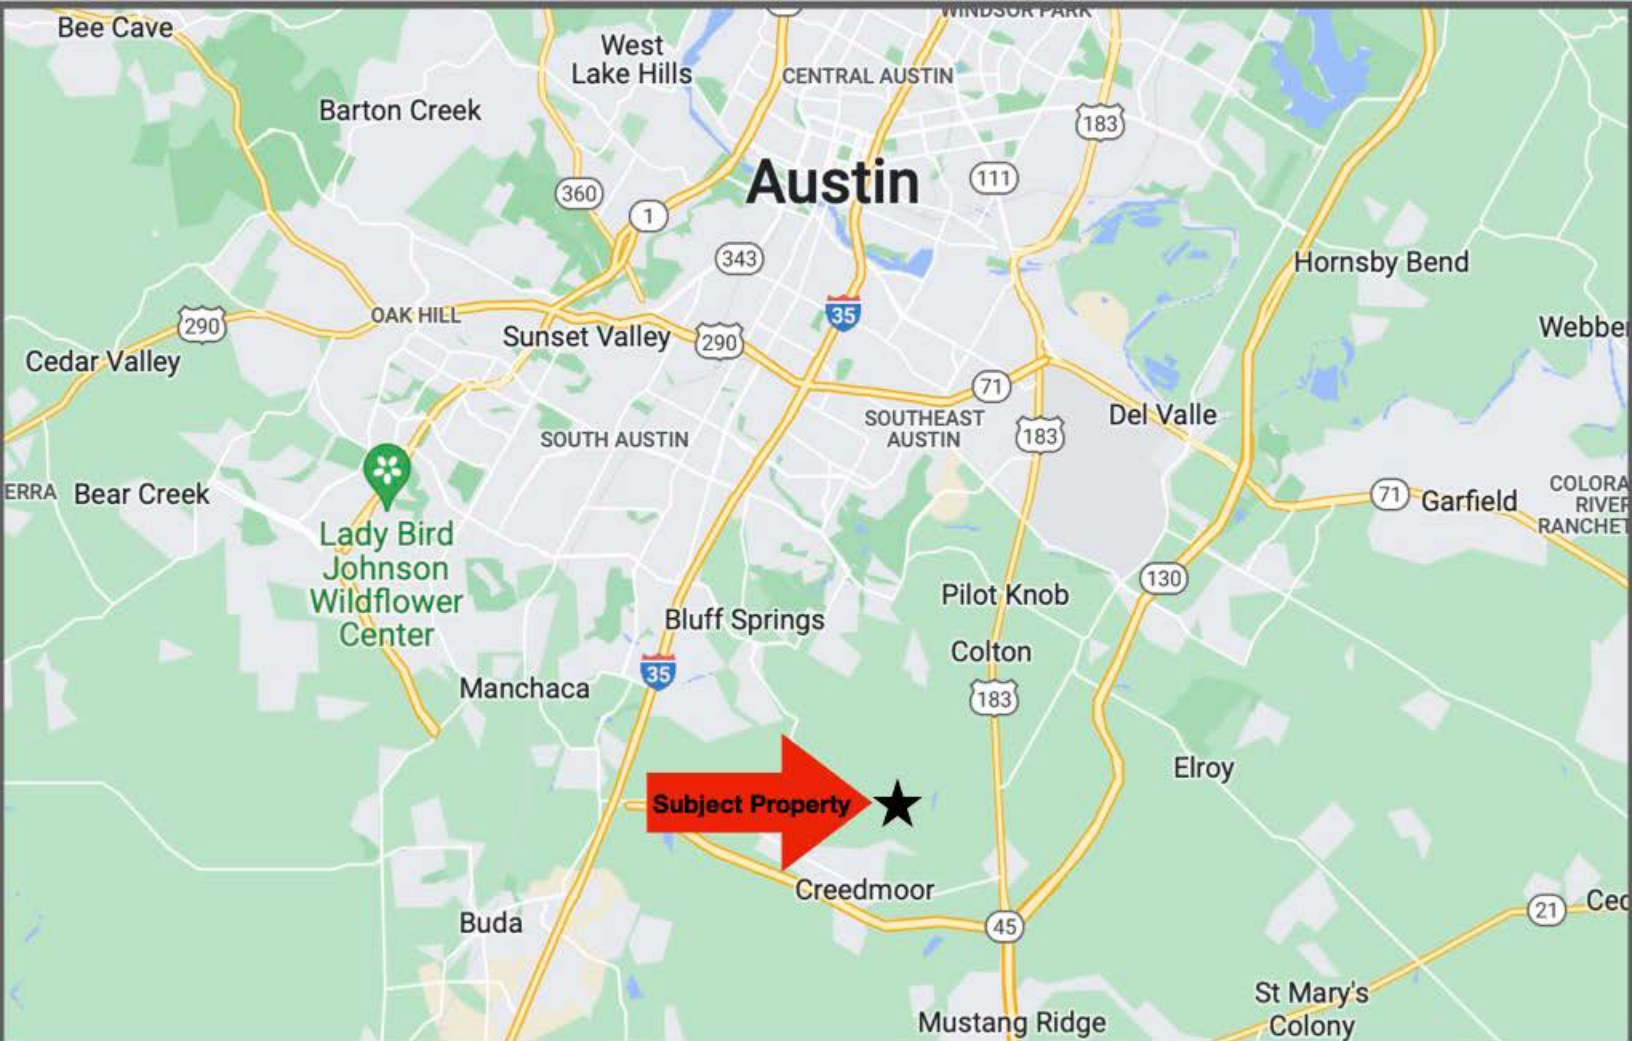 WINDSOR PARK
Bee Cave
West
Lake Hills
CENTRAL AUSTIN
Barton Creek
183
Austin
111
360
1
343
Hornsby Bend
35
OAK HILL
290
Sunset Valley
290
Webber
Cedar Valley
71
Del Valle
SOUTHEAST
AUSTIN
183
SOUTH AUSTIN
ERRA
Bear Creek
71
Garfield
COLORA
RIVER
RANCHET
Lady Bird
Johnson
Wildflower
Center
130
Pilot Knob
Bluff Springs
Colton
35
Manchaca
183
Elroy
Subject Property
Creedmoor
Buda
45
21
Ced
St Mary's
Colony
Mustang Ridge